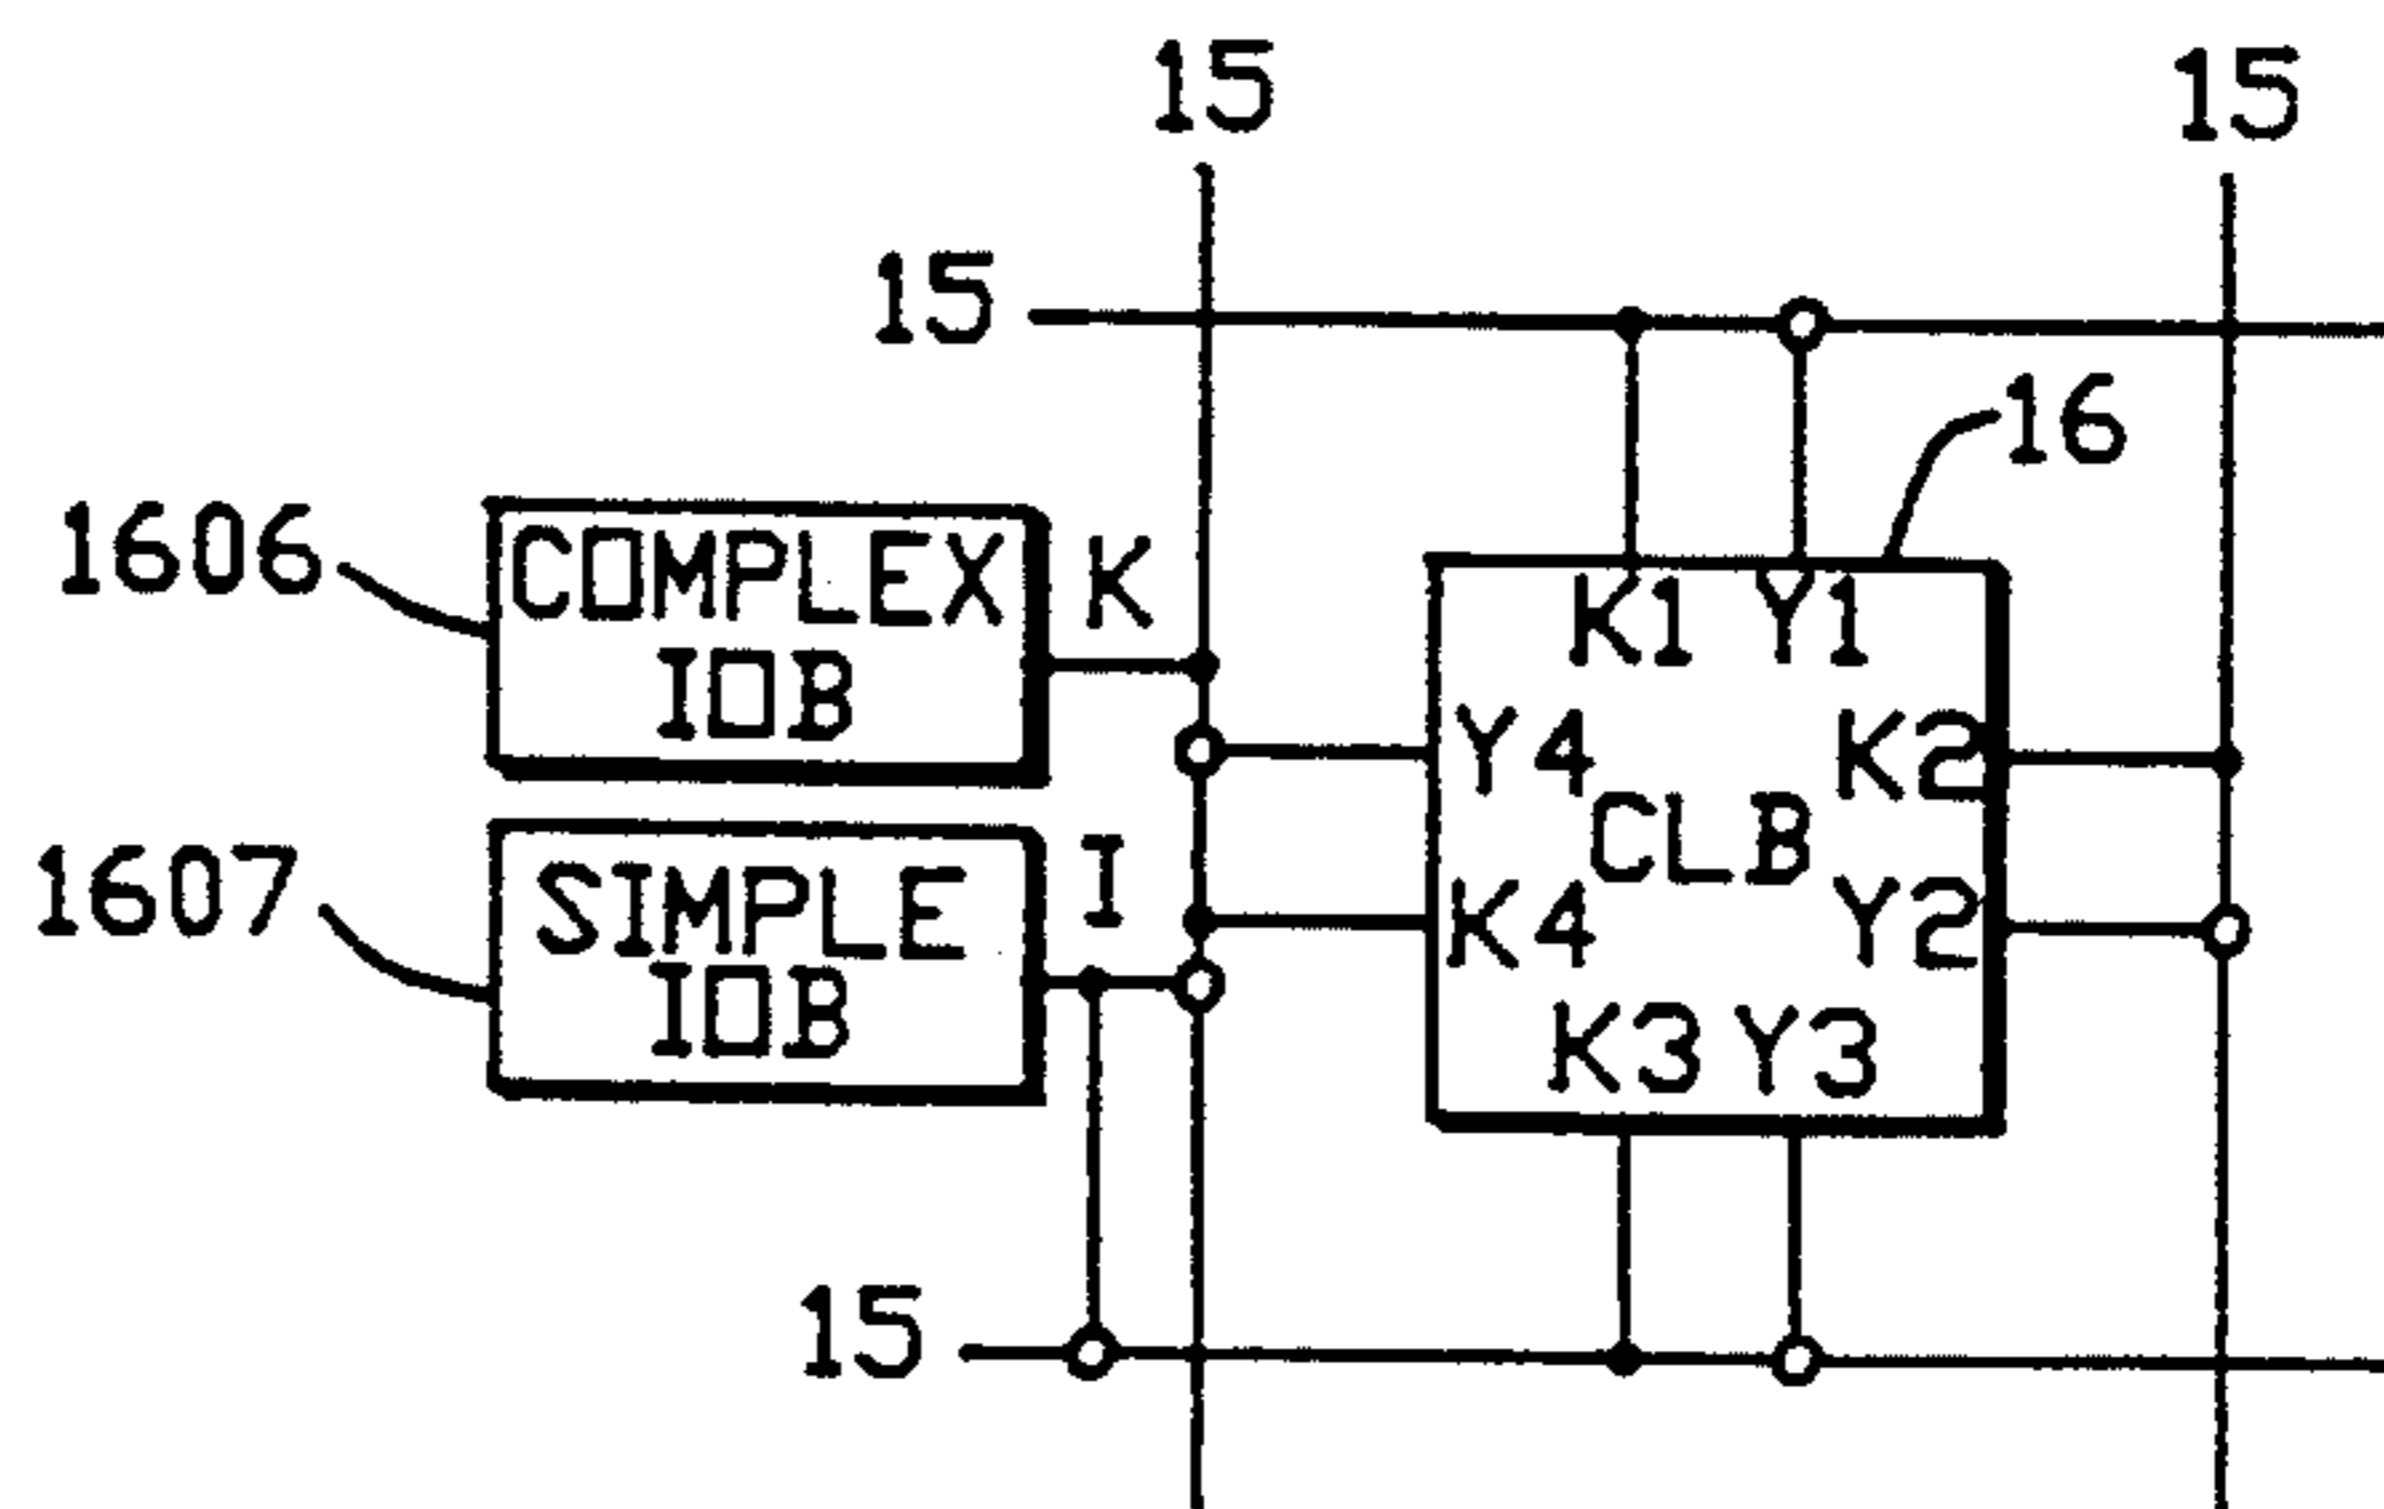 15
15
15
16
1606
COMPLEX
IOB
K
K1 Y1
Y4
K2
CLB
1607
SIMPLE
IOB
I
K4
Y2
K3 Y3
15